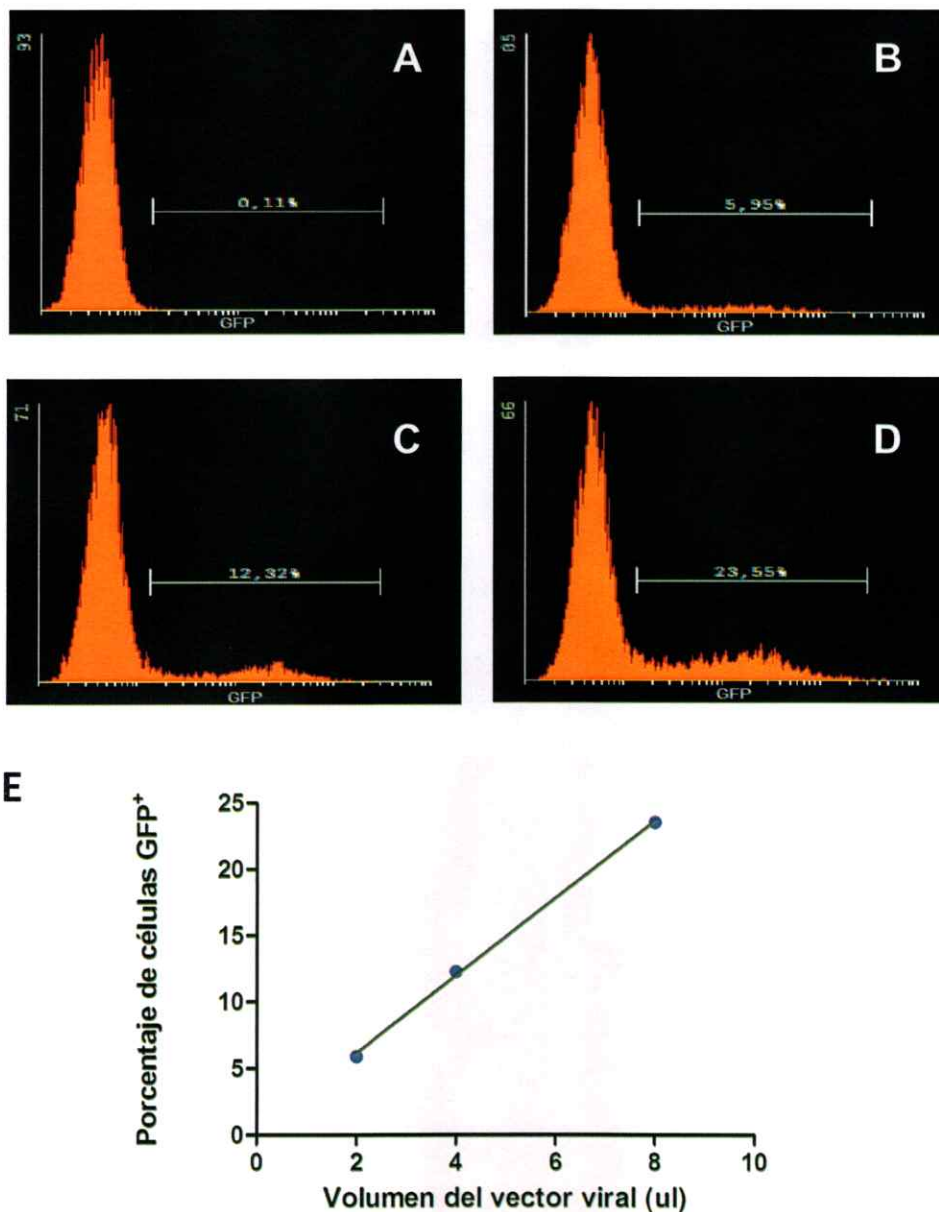 93
A
0,11%
GFP
85
B
5,95%
GFP
71
C
12,32%
GFP
66
D
23,55%
GFP
E
Porcentaje de células GFP⁺
25
20
15
10
5
0
0 2 4 6 8 10
Volumen del vector viral (ul)